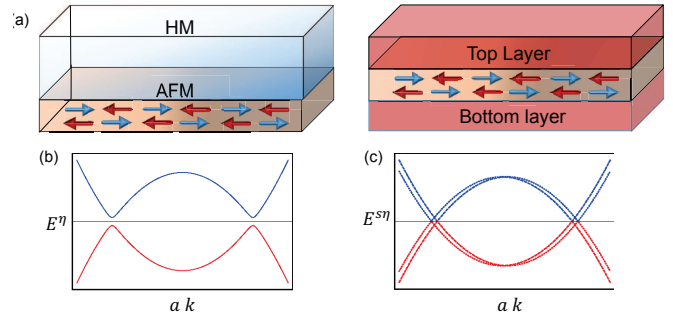 (a)
HM
AFM
Top Layer
Bottom layer
(b)
E^η
a k
(c)
E^{sη}
a k